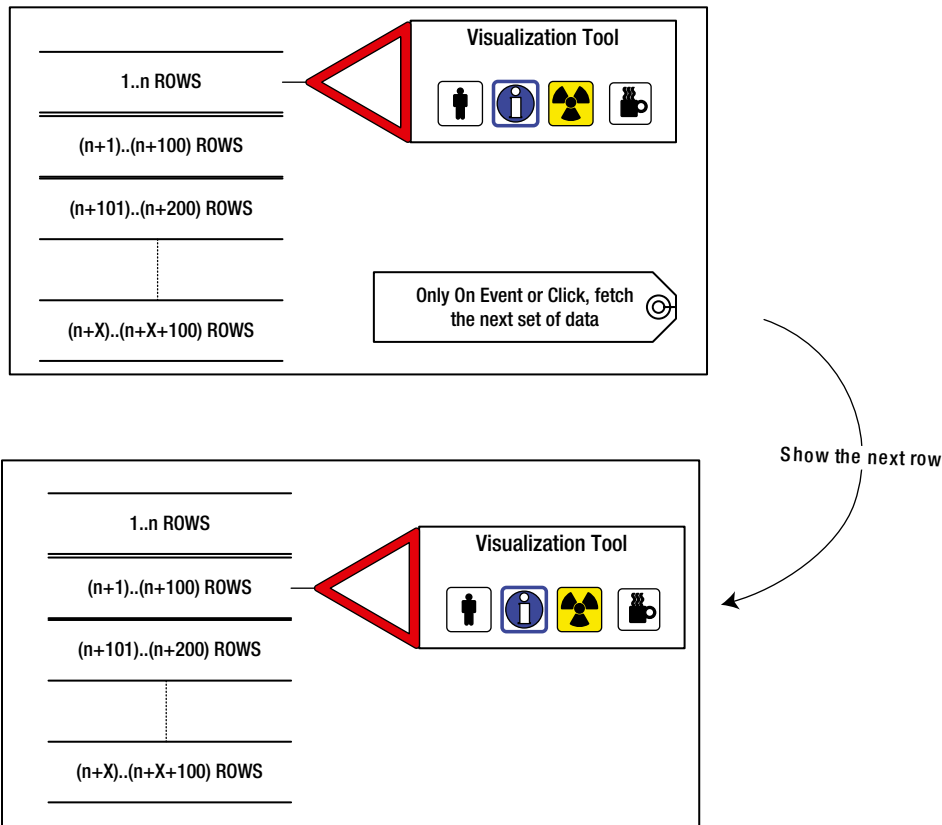 Visualization Tool
1..n ROWS
(n+1)..(n+100) ROWS
(n+101)..(n+200) ROWS
Only On Event or Click, fetch
the next set of data
(n+X)..(n+X+100) ROWS
Show the next row
1..n ROWS
Visualization Tool
(n+1)..(n+100) ROWS
(n+101)..(n+200) ROWS
(n+X)..(n+X+100) ROWS